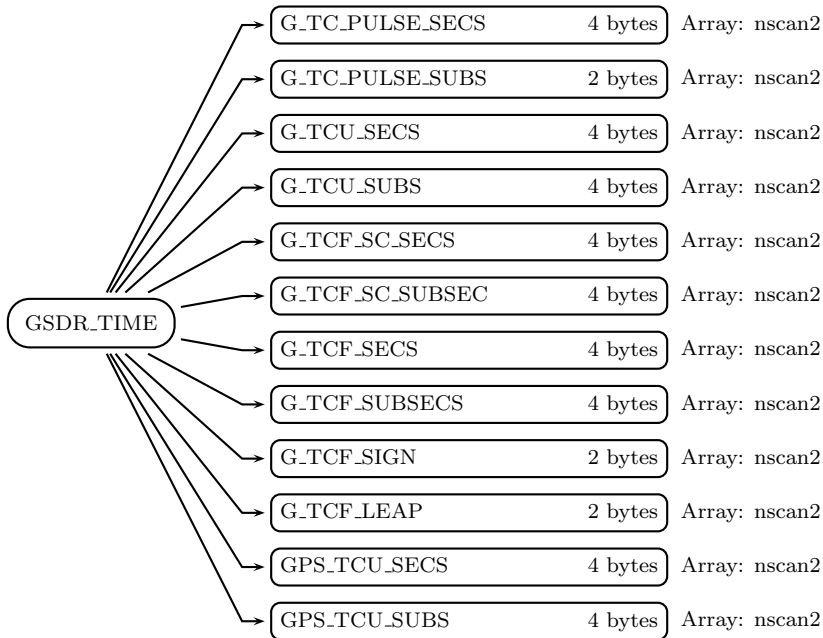 G_TC_PULSE_SECS 4 bytes Array: nscan2
G_TC_PULSE_SUBS 2 bytes Array: nscan2
G_TCU_SECS 4 bytes Array: nscan2
G_TCU_SUBS 4 bytes Array: nscan2
G_TCF_SC_SECS 4 bytes Array: nscan2
G_TCF_SC_SUBSEC 4 bytes Array: nscan2
GSDR_TIME
G_TCF_SECS 4 bytes Array: nscan2
G_TCF_SUBSECS 4 bytes Array: nscan2
G_TCF_SIGN 2 bytes Array: nscan2
G_TCF_LEAP 2 bytes Array: nscan2
GPS_TCU_SECS 4 bytes Array: nscan2
GPS_TCU_SUBS 4 bytes Array: nscan2